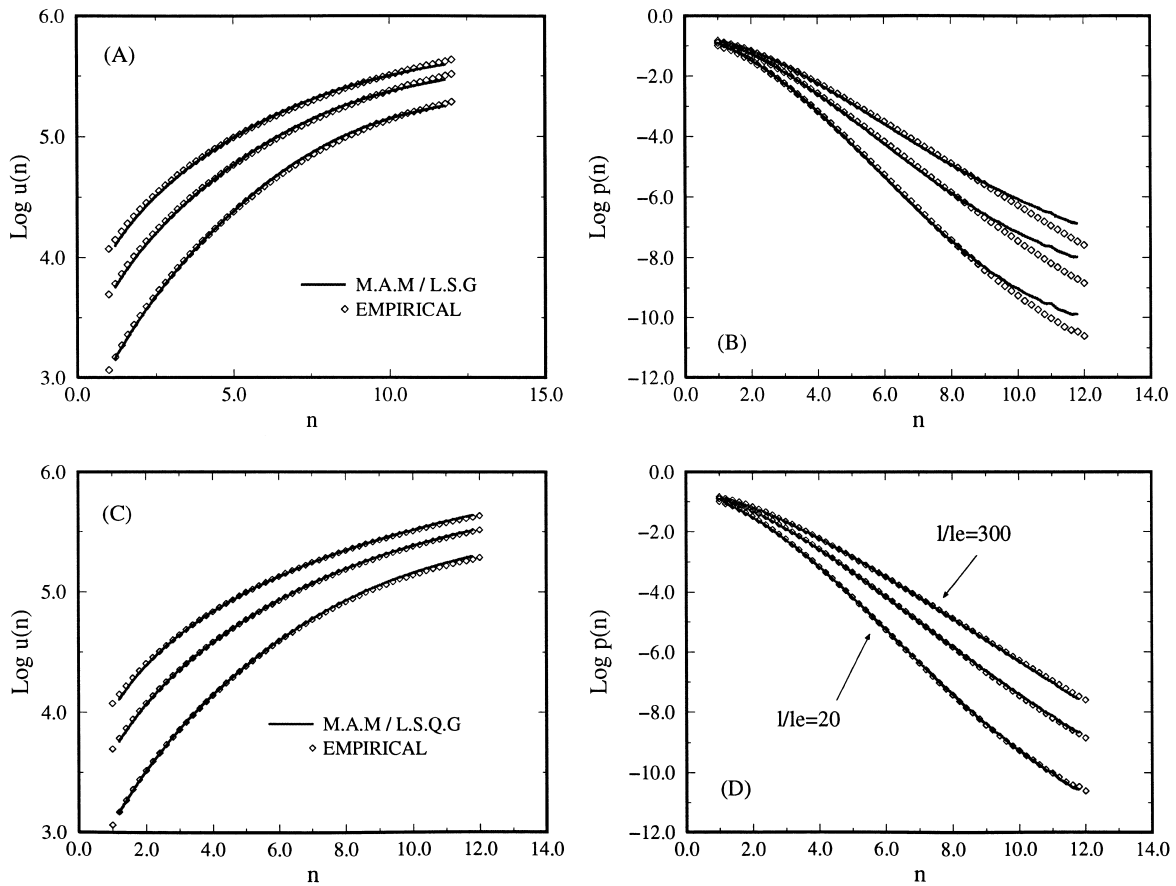 (A)
Log u(n)
6.0
5.0
4.0
3.0
M.A.M / L.S.G
EMPIRICAL
0.0 5.0 10.0 15.0
n
(B)
Log p(n)
0.0
−2.0
−4.0
−6.0
−8.0
−10.0
−12.0
0.0 2.0 4.0 6.0 8.0 10.0 12.0 14.0
n
(C)
Log u(n)
6.0
5.0
4.0
3.0
M.A.M / L.S.Q.G
EMPIRICAL
0.0 2.0 4.0 6.0 8.0 10.0 12.0 14.0
n
(D)
Log p(n)
0.0
−2.0
−4.0
−6.0
−8.0
−10.0
−12.0
l/le=300
l/le=20
0.0 2.0 4.0 6.0 8.0 10.0 12.0 14.0
n